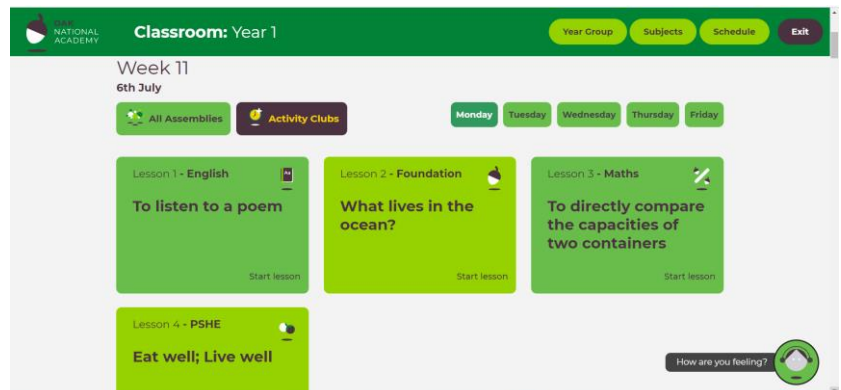 OAK
NATIONAL
ACADEMY
Classroom: Year 1
Year Group
Subjects
Schedule
Exit
Week 11
6th July
All Assemblies
Activity Clubs
Monday
Tuesday
Wednesday
Thursday
Friday
Lesson 1 - English
To listen to a poem
Start lesson
Lesson 2 - Foundation
What lives in the
ocean?
Start lesson
Lesson 3 - Maths
To directly compare
the capacities of
two containers
Start lesson
Lesson 4 - PSHE
Eat well; Live well
How are you feeling?